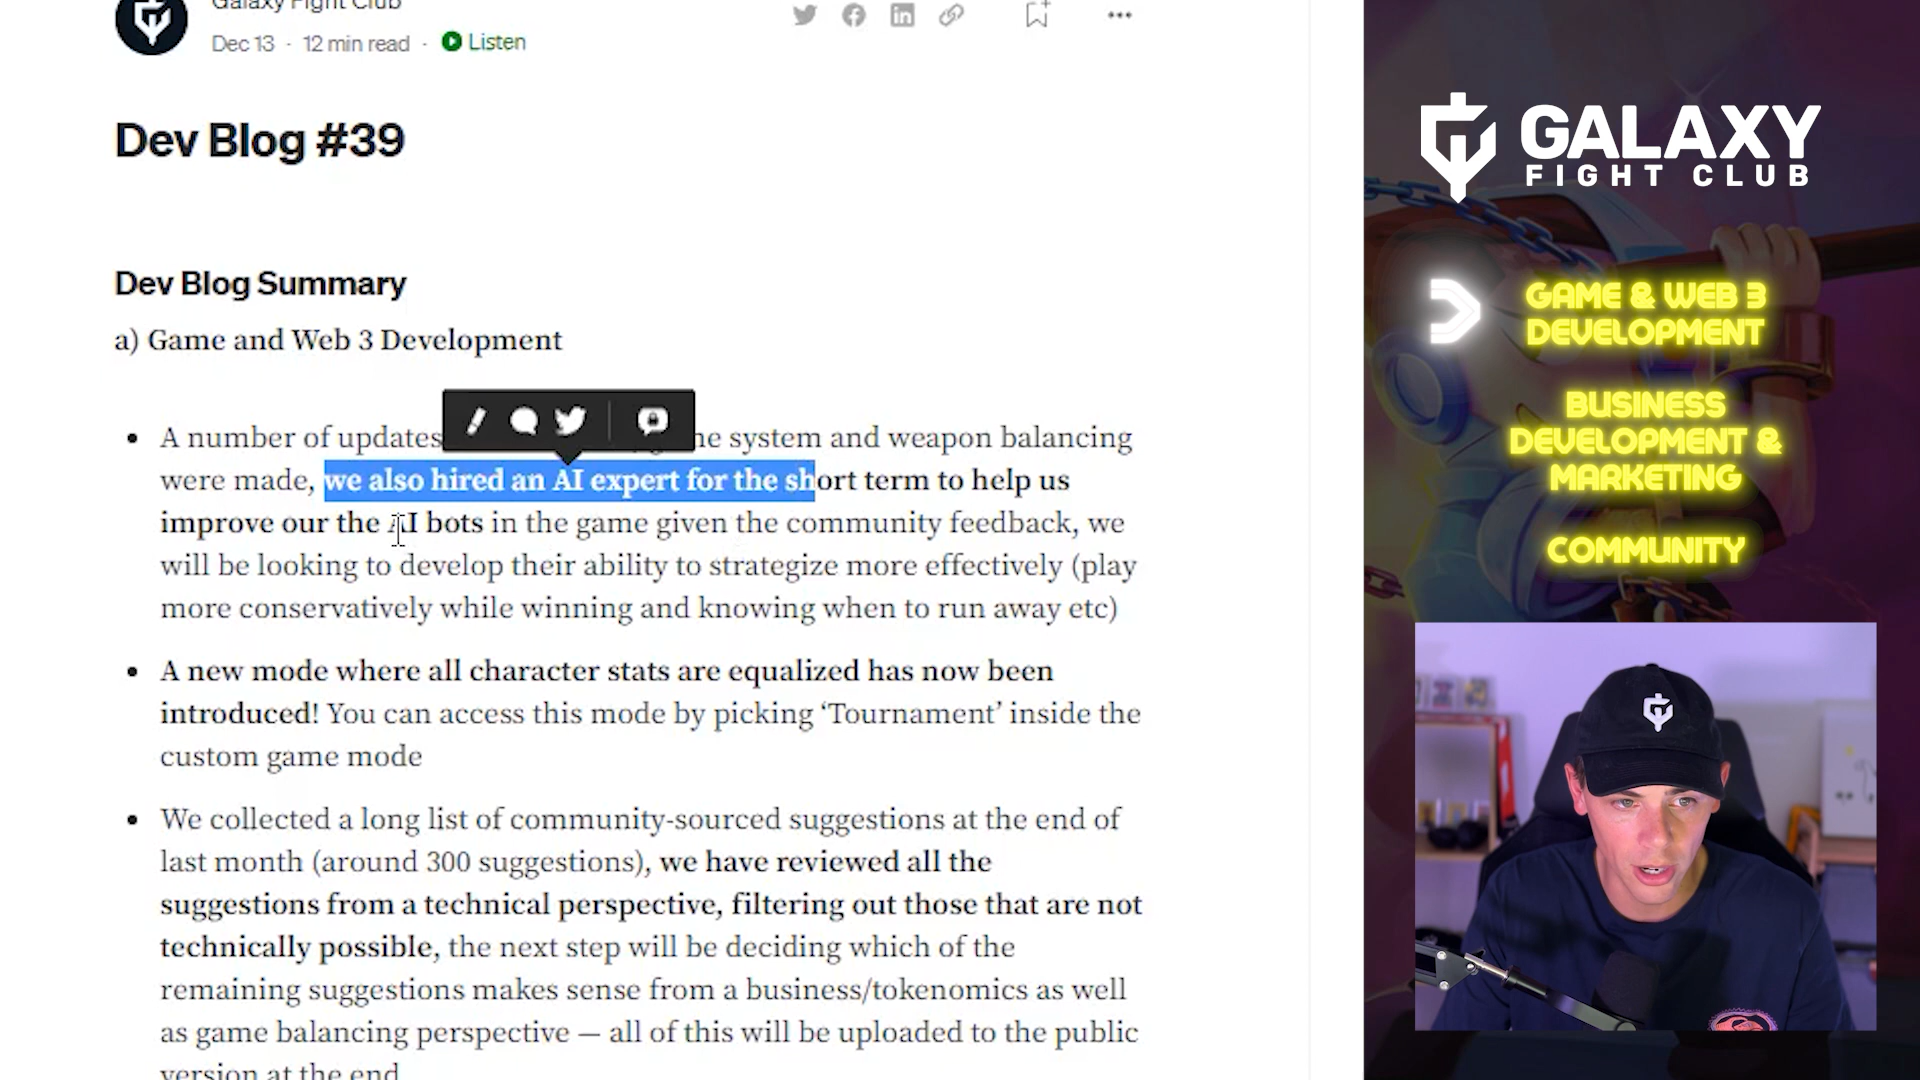 Galaxy Fight Club
Dec 13 · 12 min read · Listen
Dev Blog #39
Dev Blog Summary
a) Game and Web 3 Development
A number of updates he system and weapon balancing
were made, we also hired an AI expert for the short term to help us
improve our the AI bots in the game given the community feedback, we
will be looking to develop their ability to strategize more effectively (play
more conservatively while winning and knowing when to run away etc)
A new mode where all character stats are equalized has now been
introduced! You can access this mode by picking ‘Tournament’ inside the
custom game mode
We collected a long list of community-sourced suggestions at the end of
last month (around 300 suggestions), we have reviewed all the
suggestions from a technical perspective, filtering out those that are not
technically possible, the next step will be deciding which of the
remaining suggestions makes sense from a business/tokenomics as well
as game balancing perspective — all of this will be uploaded to the public
version at the end
GALAXY
FIGHT CLUB
GAME & WEB 3
DEVELOPMENT
BUSINESS
DEVELOPMENT &
MARKETING
COMMUNITY